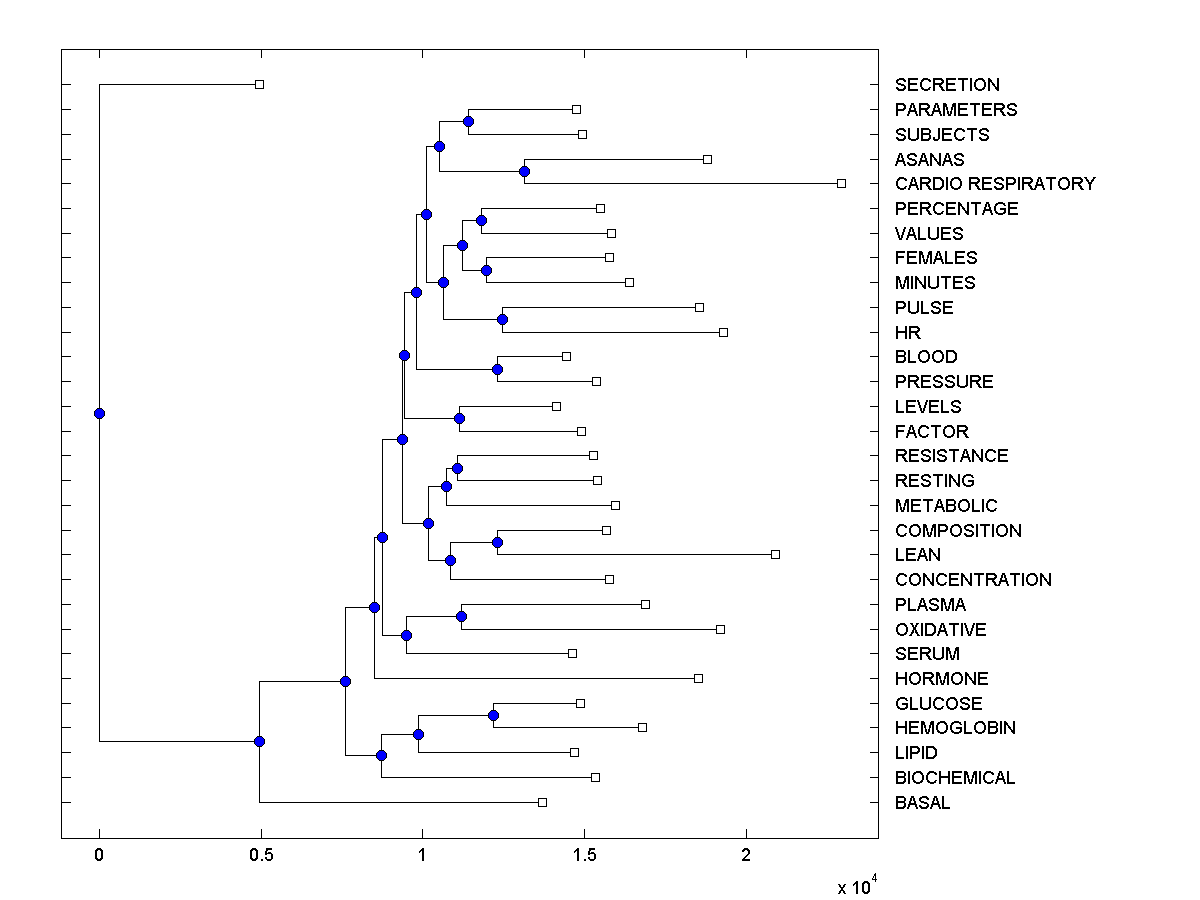 SECRETION
PARAMETERS
SUBJECTS
ASANAS
CARDIO RESPIRATORY
PERCENTAGE
VALUES
FEMALES
MINUTES
PULSE
HR
BLOOD
PRESSURE
LEVELS
FACTOR
RESISTANCE
RESTING
METABOLIC
COMPOSITION
LEAN
CONCENTRATION
PLASMA
OXIDATIVE
SERUM
HORMONE
GLUCOSE
HEMOGLOBIN
LIPID
BIOCHEMICAL
BASAL
0 0.5 1 1.5 2
x 10^4